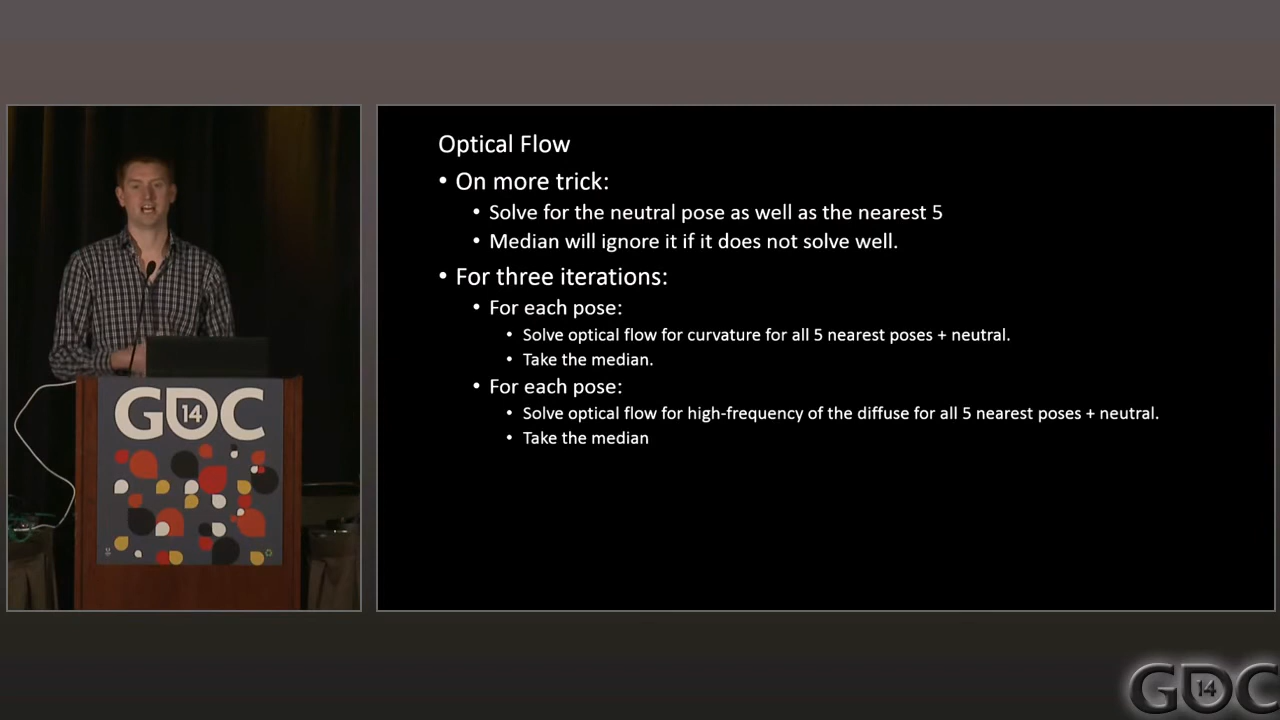 Optical Flow
• On more trick:
• Solve for the neutral pose as well as the nearest 5
• Median will ignore it if it does not solve well.
• For three iterations:
• For each pose:
• Solve optical flow for curvature for all 5 nearest poses + neutral.
• Take the median.
• For each pose:
• Solve optical flow for high-frequency of the diffuse for all 5 nearest poses + neutral.
• Take the median
GDC 14
GDC 14